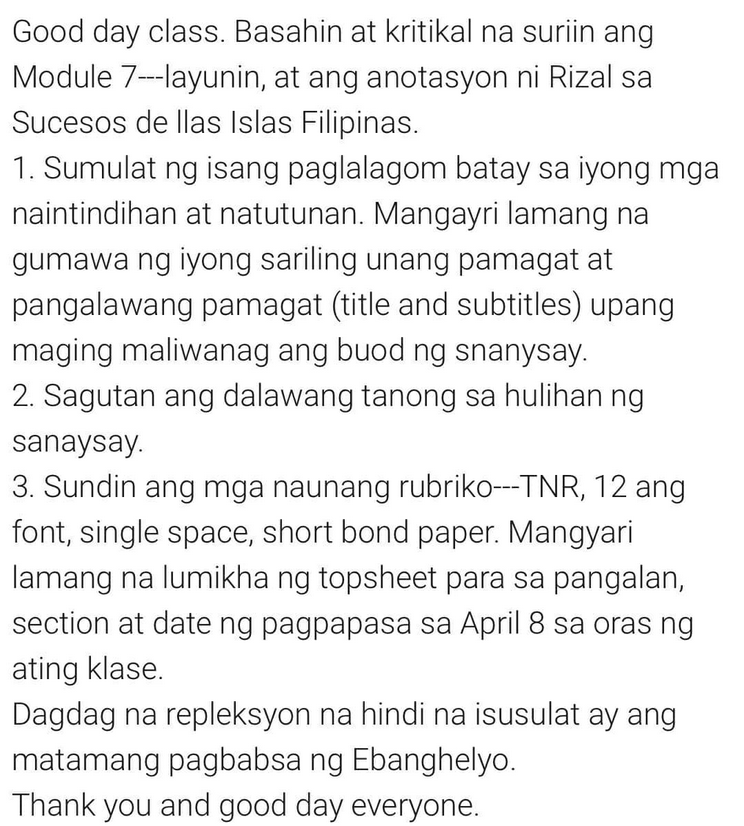 Good day class. Basahin at kritikal na suriin ang
Module 7---layunin, at ang anotasyon ni Rizal sa
Sucesos de llas Islas Filipinas.
1. Sumulat ng isang paglalagom batay sa iyong mga
naintindihan at natutunan. Mangayri lamang na
gumawa ng iyong sariling unang pamagat at
pangalawang pamagat (title and subtitles) upang
maging maliwanag ang buod ng snanysay.
2. Sagutan ang dalawang tanong sa hulihan ng
sanaysay.
3. Sundin ang mga naunang rubriko---TNR, 12 ang
font, single space, short bond paper. Mangyari
lamang na lumikha ng topsheet para sa pangalan,
section at date ng pagpapasa sa April 8 sa oras ng
ating klase.
Dagdag na repleksyon na hindi na isusulat ay ang
matamang pagbabsa ng Ebanghelyo.
Thank you and good day everyone.